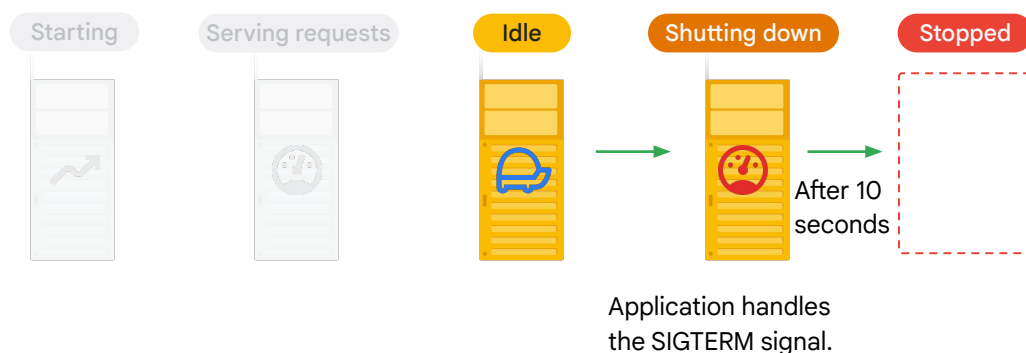 Starting
Serving requests
Idle
Shutting down
Stopped
After 10
seconds
Application handles
the SIGTERM signal.